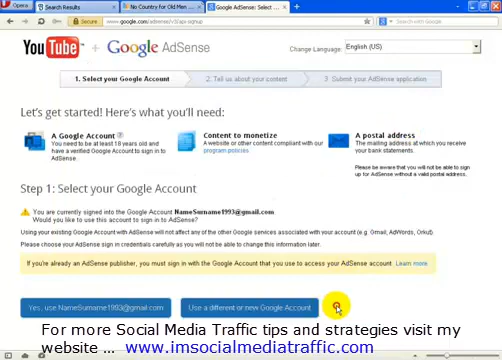 Opera
Search Results
No Country for Old Men ...
Google AdSense: Select ...
www.google.com/adsense/v3/api-signup
YouTube + Google AdSense
Change Language: English (US)
1. Select your Google Account
2. Tell us about your content
3. Submit your AdSense application
Let's get started! Here's what you'll need:
A Google Account
You need to be at least 18 years old and
have a verified Google Account to sign in to
AdSense
Content to monetize
A website or other content compliant with our
program policies
A postal address
The mailing address at which you receive
your bank statements.
Please be aware that you will not be able to sign
up for AdSense without a valid postal address.
Step 1: Select your Google Account
You are currently signed into the Google Account NameSurname1993@gmail.com
Would you like to use this account to sign in to AdSense?
Using your existing Google Account with AdSense will not affect any of the other Google services associated with your account (e.g. Gmail, AdWords, Orkut)
Please choose your AdSense sign in credentials carefully as you will not be able to change this information later.
If you're already an AdSense publisher, you must sign in with the Google Account that you use to access your AdSense account. Learn more
Yes, use NameSurname1993@gmail.com
Use a different or new Google Account
For more Social Media Traffic tips and strategies visit my
website ... www.imsocialmediatraffic.com